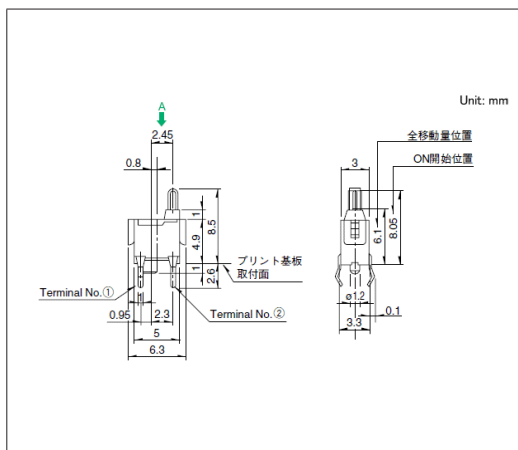 Unit: mm
A
2.45
全移動量位置
0.8
3
ON開始位置
1
8.5
4.9
6.1
8.05
プリント基板
取付面
1
2.6
Terminal No.①
1
ø1.2
0.95
2.3
Terminal No.②
0.1
5
3.3
6.3